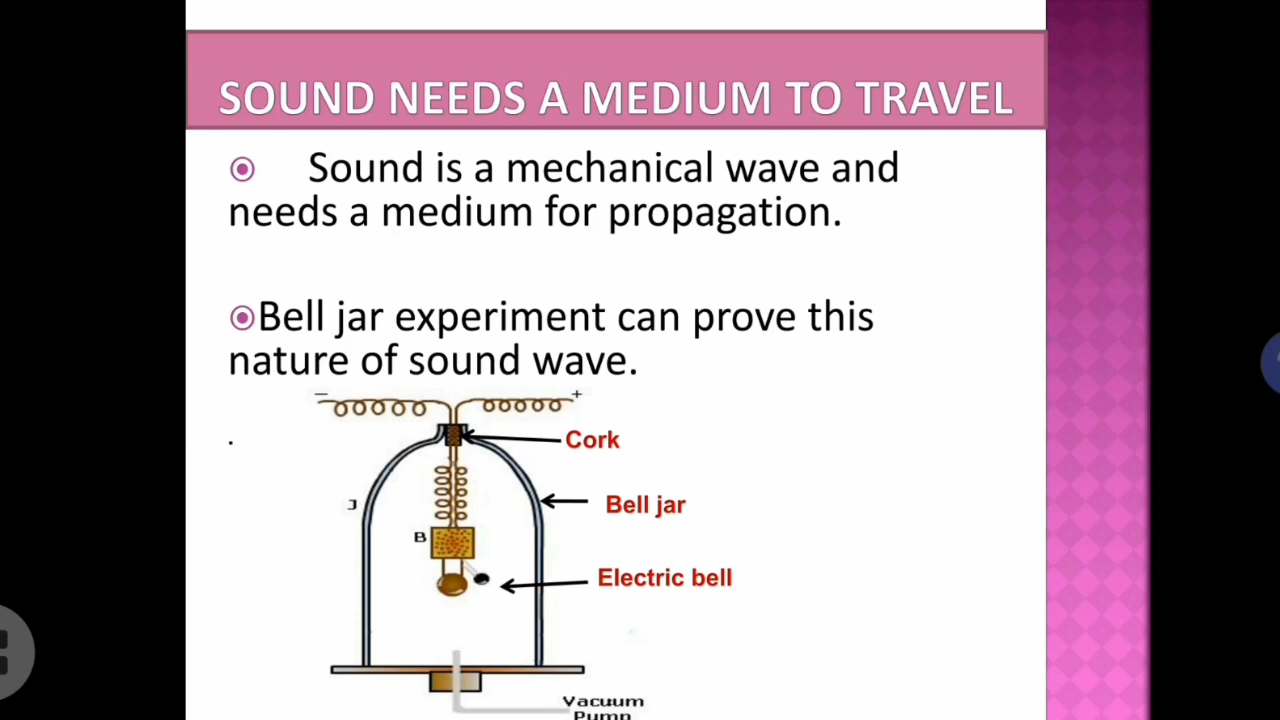 SOUND NEEDS A MEDIUM TO TRAVEL
Sound is a mechanical wave and
needs a medium for propagation.
Bell jar experiment can prove this
nature of sound wave.
− +
.
Cork
J
Bell jar
B
Electric bell
Vacuum
Pump